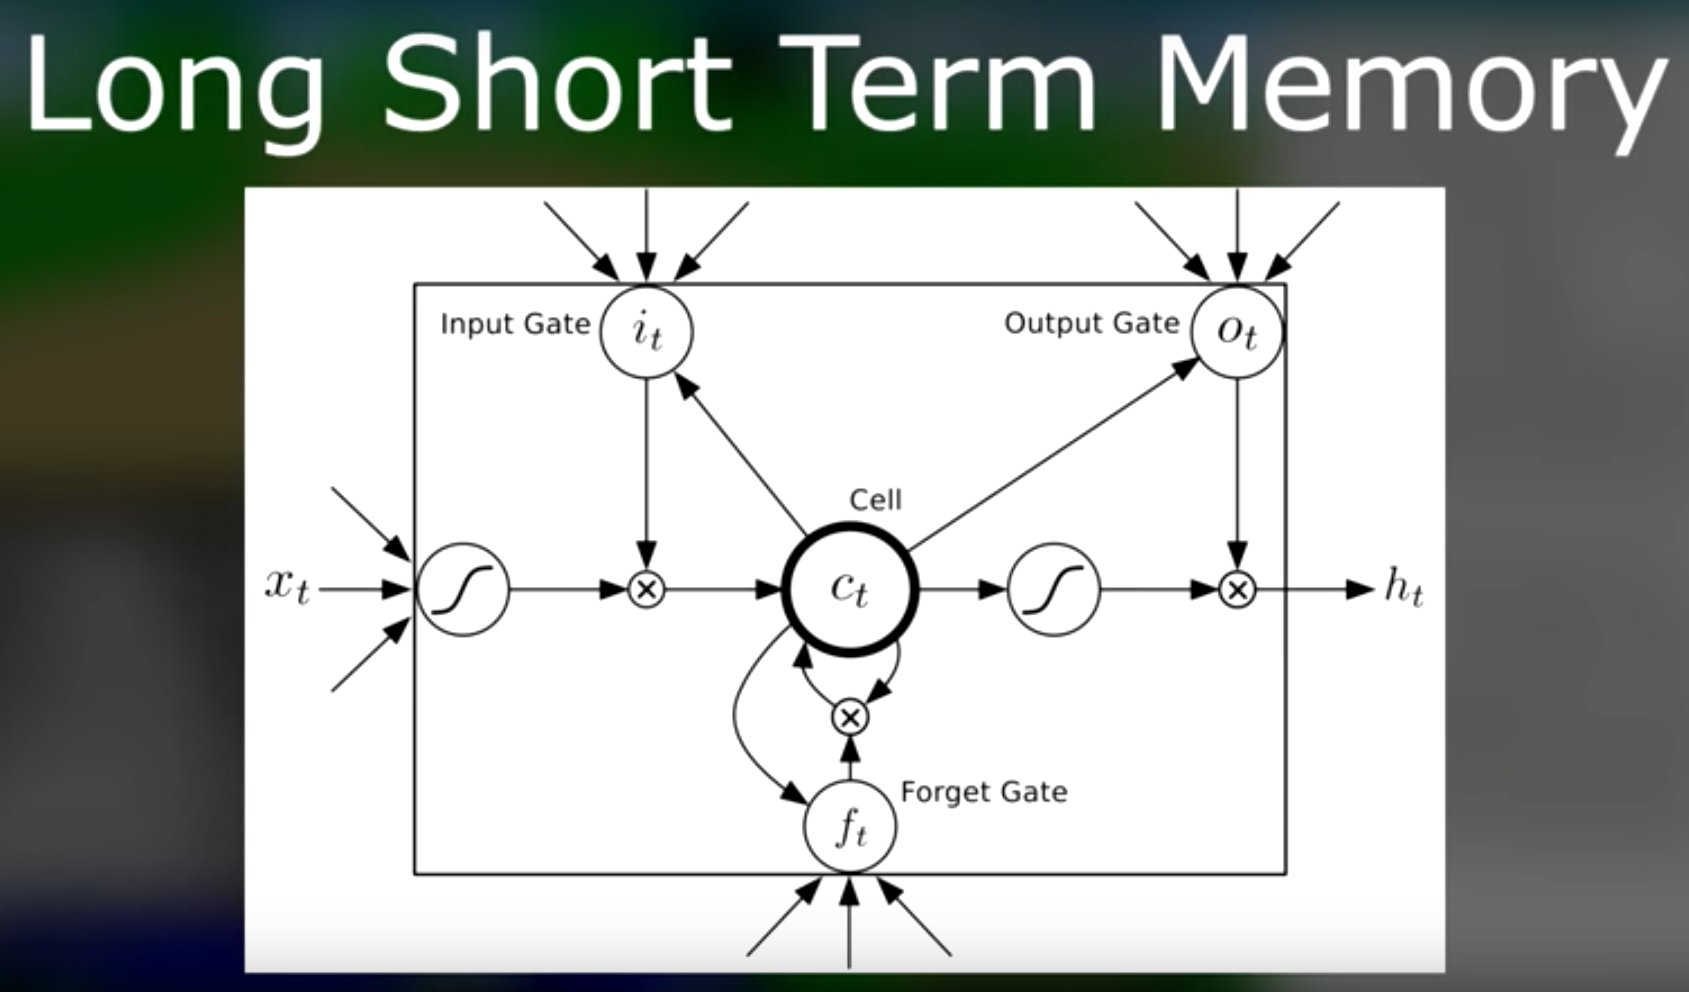 Long Short Term Memory
Input Gate
i_t
Output Gate
o_t
Cell
x_t
c_t
h_t
Forget Gate
f_t